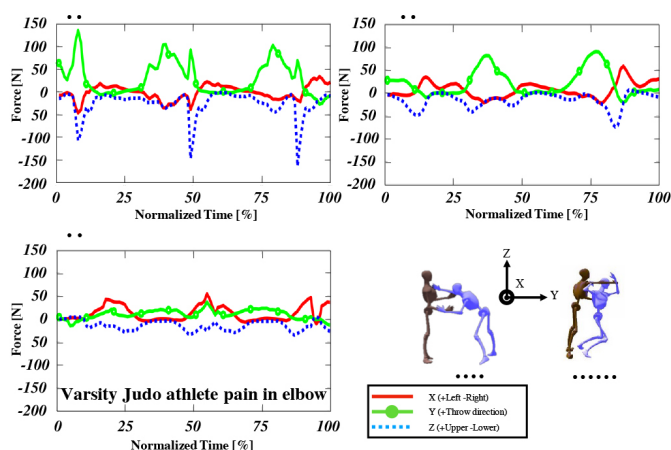 150
100
50
0
-50
-100
-150
-200
Force [N]
0 25 50 75 100
Normalized Time [%]
150
100
50
0
-50
-100
-150
-200
Force [N]
0 25 50 75 100
Normalized Time [%]
150
100
50
0
-50
-100
-150
-200
Force [N]
Varsity Judo athlete pain in elbow
0 25 50 75 100
Normalized Time [%]
Z
X
Y
X (+Left -Right)
Y (+Throw direction)
Z (+Upper -Lower)